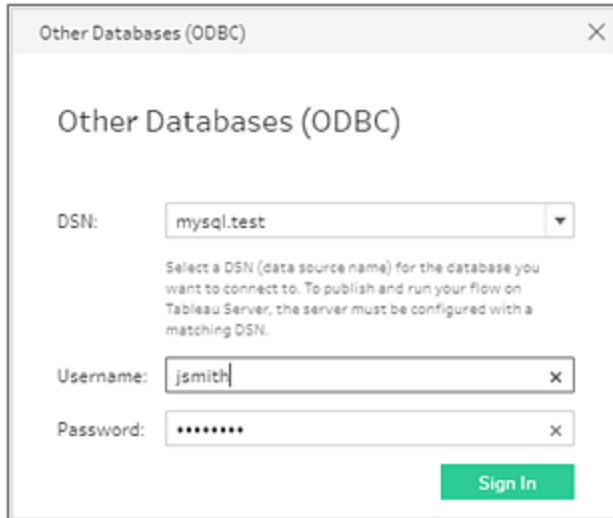 Other Databases (ODBC)
Other Databases (ODBC)
DSN: mysql.test
Select a DSN (data source name) for the database you
want to connect to. To publish and run your flow on
Tableau Server, the server must be configured with a
matching DSN.
Username: jsmith
Password: ••••••••
Sign In